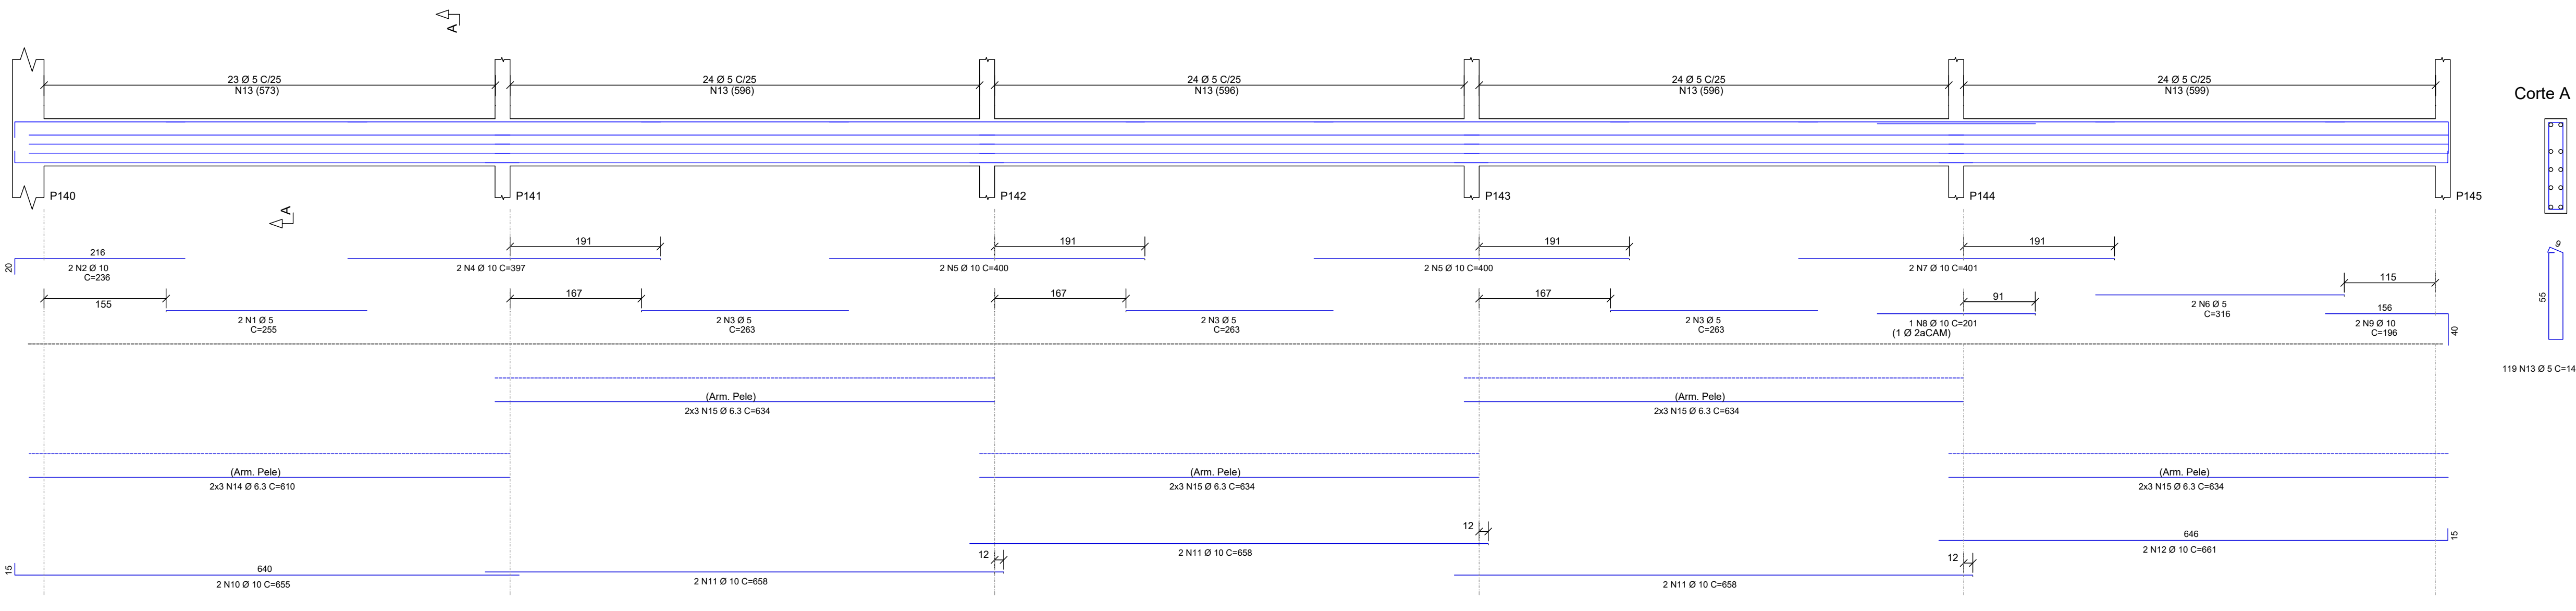 A
23 Ø 5 C/25
N13 (573)
24 Ø 5 C/25
N13 (596)
24 Ø 5 C/25
N13 (596)
24 Ø 5 C/25
N13 (596)
24 Ø 5 C/25
N13 (599)
Corte A
P140
P141
P142
P143
P144
P145
A
216
20
2 N2 Ø 10
C=236
191
2 N4 Ø 10 C=397
191
2 N5 Ø 10 C=400
191
2 N5 Ø 10 C=400
191
2 N7 Ø 10 C=401
9
55
155
2 N1 Ø 5
C=255
167
2 N3 Ø 5
C=263
167
2 N3 Ø 5
C=263
167
2 N3 Ø 5
C=263
91
1 N8 Ø 10 C=201
(1 Ø 2aCAM)
115
2 N6 Ø 5
C=316
156
2 N9 Ø 10
C=196
40
119 N13 Ø 5 C=14
(Arm. Pele)
2x3 N15 Ø 6.3 C=634
(Arm. Pele)
2x3 N15 Ø 6.3 C=634
(Arm. Pele)
2x3 N14 Ø 6.3 C=610
(Arm. Pele)
2x3 N15 Ø 6.3 C=634
(Arm. Pele)
2x3 N15 Ø 6.3 C=634
12
2 N11 Ø 10 C=658
646
15
2 N12 Ø 10 C=661
15
640
2 N10 Ø 10 C=655
12
2 N11 Ø 10 C=658
12
2 N11 Ø 10 C=658